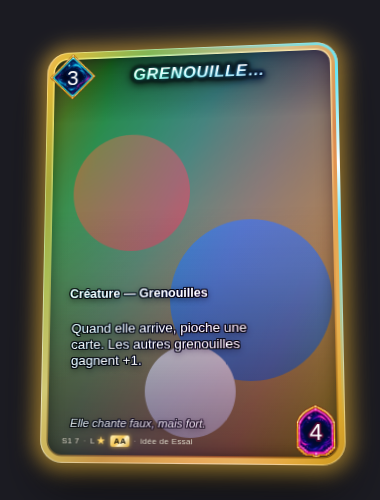 3
GRENOUILLE…
Créature — Grenouilles
Quand elle arrive, pioche une
carte. Les autres grenouilles
gagnent +1.
Elle chante faux, mais fort.
S1 7 · L ★ AA · Idée de Essai
4